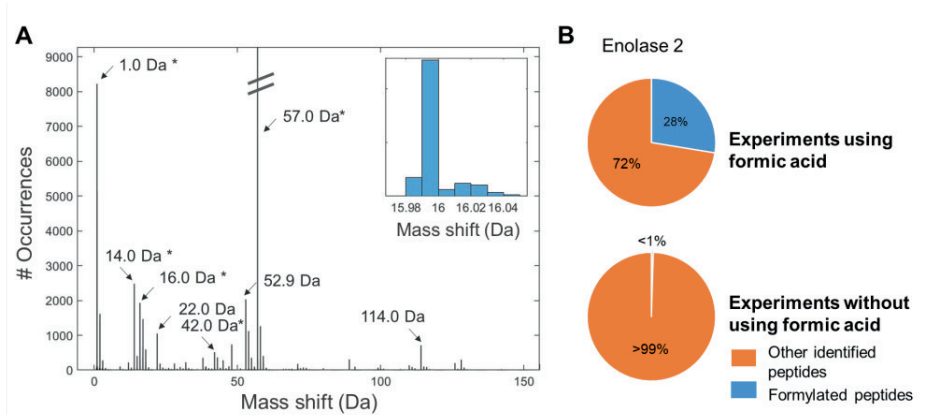 A
B
Enolase 2
9000
8000
7000
6000
5000
4000
3000
2000
1000
0
# Occurrences
1.0 Da *
57.0 Da*
14.0 Da *
16.0 Da *
22.0 Da
42.0 Da*
52.9 Da
114.0 Da
0
50
100
150
Mass shift (Da)
15.98
16
16.02
16.04
Mass shift (Da)
28%
72%
Experiments using
formic acid
<1%
>99%
Experiments without
using formic acid
Other identified
peptides
Formylated peptides